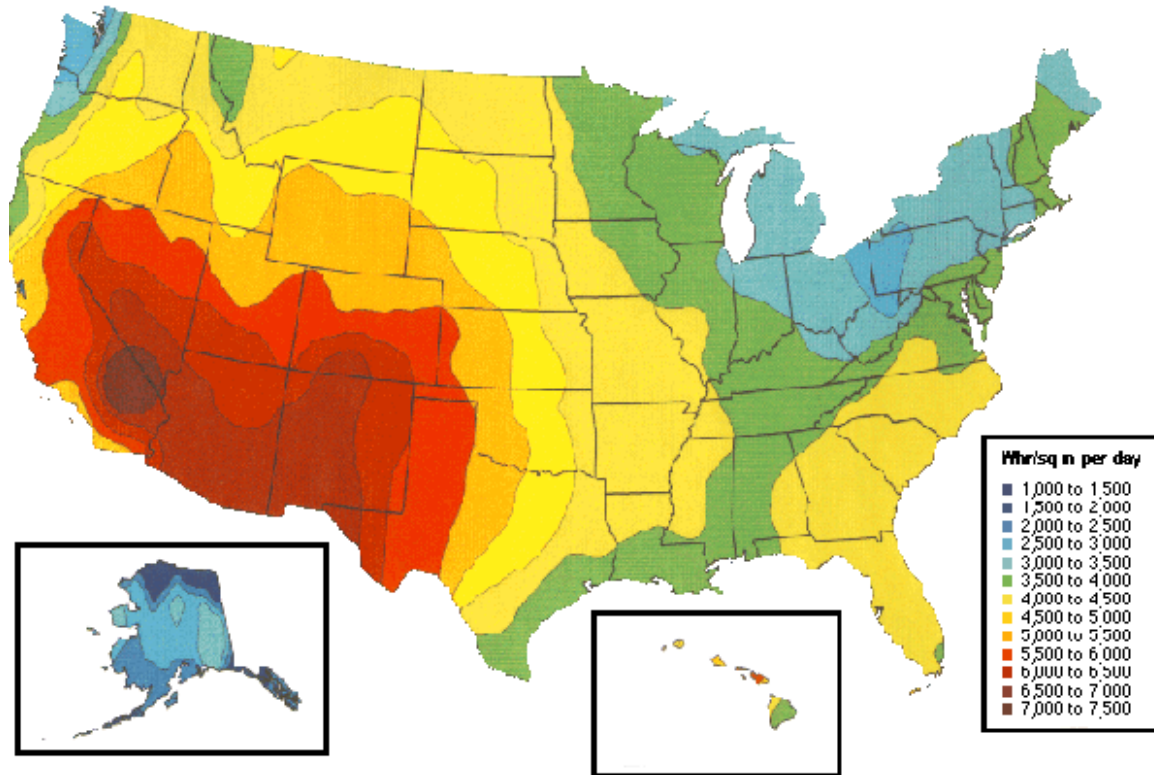 Whr/sq m per day
1,000 to 1,500
1,500 to 2,000
2,000 to 2,500
2,500 to 3,000
3,000 to 3,500
3,500 to 4,000
4,000 to 4,500
4,500 to 5,000
5,000 to 5,500
5,500 to 6,000
6,000 to 6,500
6,500 to 7,000
7,000 to 7,500